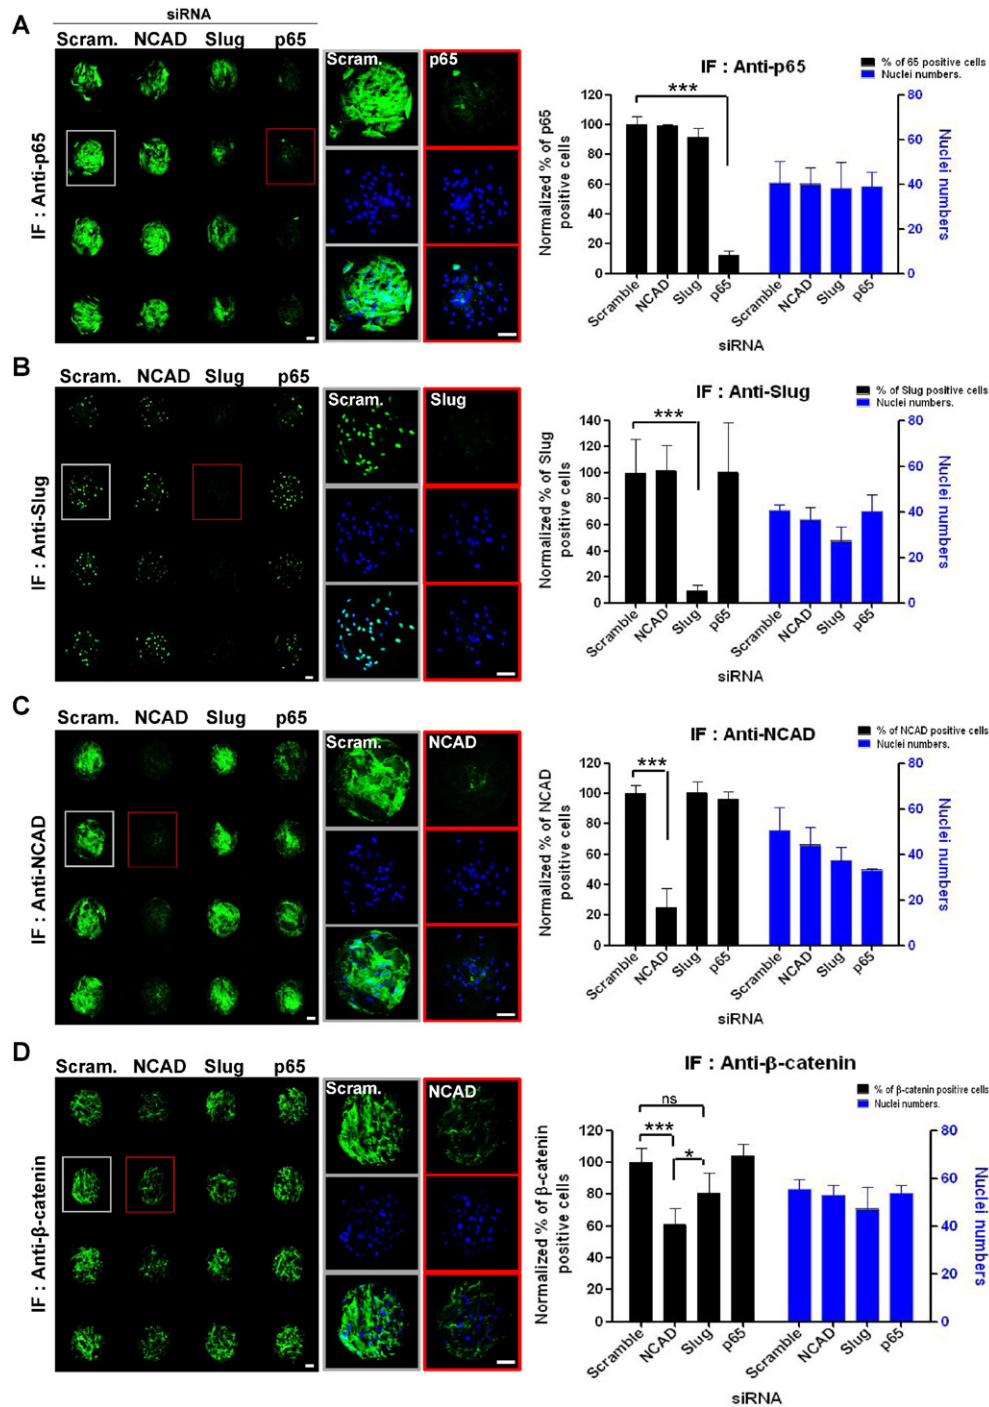 siRNA
A
Scram. NCAD Slug p65
IF : Anti-p65
Scram. p65
IF : Anti-p65
% of 65 positive cells
Nuclei numbers.
Normalized % of p65
positive cells
120
100
80
60
40
20
0
80
60
40
20
0
Nuclei numbers
Scramble NCAD Slug p65 Scramble NCAD Slug p65
siRNA
***
B
Scram. NCAD Slug p65
IF : Anti-Slug
Scram. Slug
IF : Anti-Slug
% of Slug positive cells
Nuclei numbers.
Normalized % of Slug
positive cells
140
120
100
80
60
40
20
0
80
60
40
20
0
Nuclei numbers
Scramble NCAD Slug p65 Scramble NCAD Slug p65
siRNA
***
C
Scram. NCAD Slug p65
IF : Anti-NCAD
Scram. NCAD
IF : Anti-NCAD
% of NCAD positive cells
Nuclei numbers.
Normalized % of NCAD
positive cells
120
100
80
60
40
20
0
80
60
40
20
0
Nuclei numbers
Scramble NCAD Slug p65 Scramble NCAD Slug p65
siRNA
***
D
Scram. NCAD Slug p65
IF : Anti-β-catenin
Scram. NCAD
IF : Anti-β-catenin
% of β-catenin positive cells
Nuclei numbers.
Normalized % of β-catenin
positive cells
120
100
80
60
40
20
0
80
60
40
20
0
Nuclei numbers
Scramble NCAD Slug p65 Scramble NCAD Slug p65
siRNA
ns
***
*